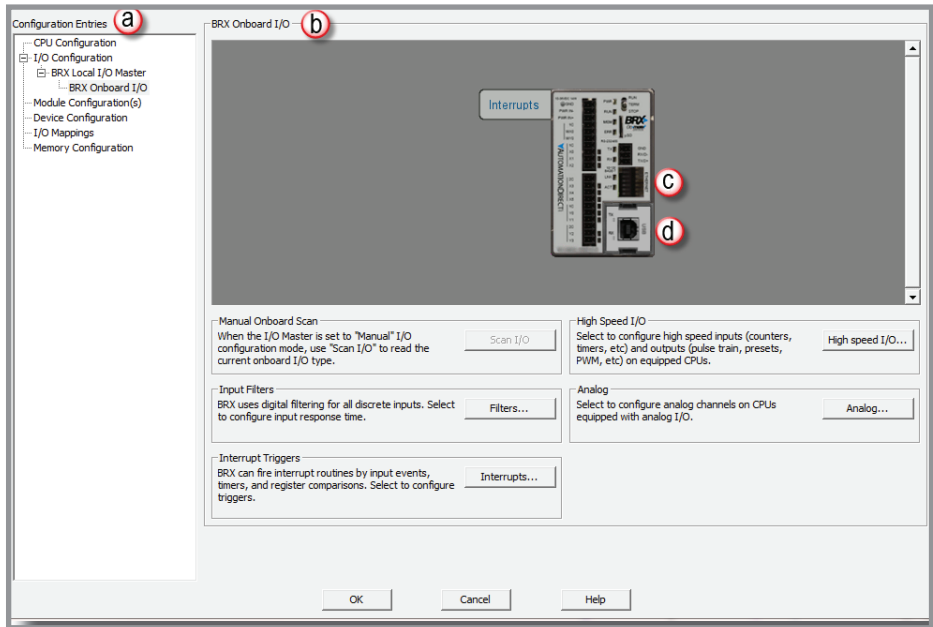 Configuration Entries
a
CPU Configuration
I/O Configuration
BRX Local I/O Master
BRX Onboard I/O
Module Configuration(s)
Device Configuration
I/O Mappings
Memory Configuration
BRX Onboard I/O
b
Interrupts
RUN
TERM
STOP
BRX
AUTOMATIONDIRECT
c
d
Manual Onboard Scan
When the I/O Master is set to "Manual" I/O
configuration mode, use "Scan I/O" to read the
current onboard I/O type.
Scan I/O
High Speed I/O
Select to configure high speed inputs (counters,
timers, etc) and outputs (pulse train, presets,
PWM, etc) on equipped CPUs.
High speed I/O...
Input Filters
BRX uses digital filtering for all discrete inputs. Select
to configure input response time.
Filters...
Analog
Select to configure analog channels on CPUs
equipped with analog I/O.
Analog...
Interrupt Triggers
BRX can fire interrupt routines by input events,
timers, and register comparisons. Select to configure
triggers.
Interrupts...
OK
Cancel
Help